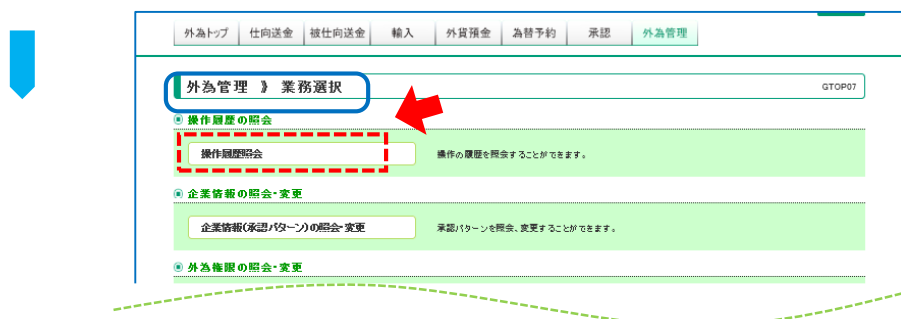 外為トップ 仕向送金 被仕向送金 輸入 外貨預金 為替予約 承認 外為管理
外為管理 》 業務選択 GTOP07
操作履歴の照会
操作履歴照会 操作の履歴を照会することができます。
企業情報の照会・変更
企業情報(承認パターン)の照会・変更 承認パターンを照会、変更することができます。
外為権限の照会・変更